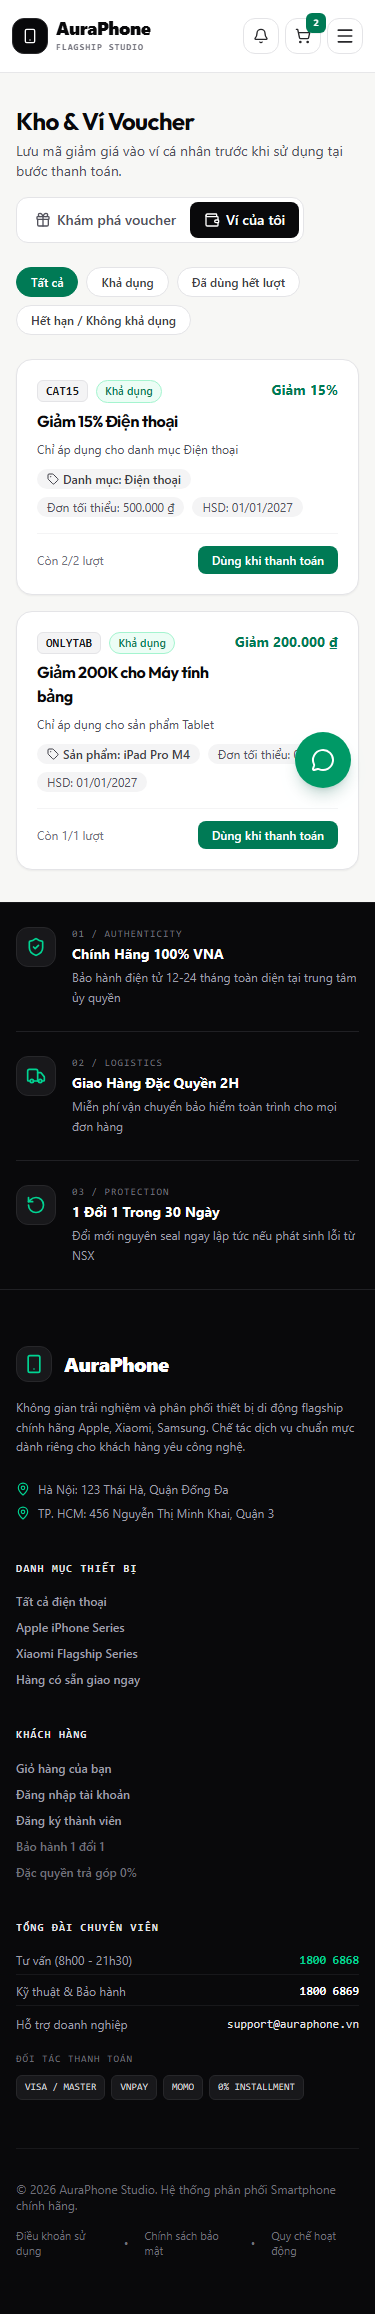 AuraPhone
FLAGSHIP STUDIO
2
Kho & Ví Voucher
Lưu mã giảm giá vào ví cá nhân trước khi sử dụng tại
bước thanh toán.
Khám phá voucher
Ví của tôi
Tất cả
Khả dụng
Đã dùng hết lượt
Hết hạn / Không khả dụng
CAT15
Khả dụng
Giảm 15%
Giảm 15% Điện thoại
Chỉ áp dụng cho danh mục Điện thoại
Danh mục: Điện thoại
Đơn tối thiểu: 500.000 ₫
HSD: 01/01/2027
Còn 2/2 lượt
Dùng khi thanh toán
ONLYTAB
Khả dụng
Giảm 200.000 ₫
Giảm 200K cho Máy tính
bảng
Chỉ áp dụng cho sản phẩm Tablet
Sản phẩm: iPad Pro M4
Đơn tối thiểu:
HSD: 01/01/2027
Còn 1/1 lượt
Dùng khi thanh toán
01 / AUTHENTICITY
Chính Hãng 100% VNA
Bảo hành điện tử 12-24 tháng toàn diện tại trung tâm
ủy quyền
02 / LOGISTICS
Giao Hàng Đặc Quyền 2H
Miễn phí vận chuyển bảo hiểm toàn trình cho mọi
đơn hàng
03 / PROTECTION
1 Đổi 1 Trong 30 Ngày
Đổi mới nguyên seal ngay lập tức nếu phát sinh lỗi từ
NSX
AuraPhone
Không gian trải nghiệm và phân phối thiết bị di động flagship
chính hãng Apple, Xiaomi, Samsung. Chế tác dịch vụ chuẩn mực
dành riêng cho khách hàng yêu công nghệ.
Hà Nội: 123 Thái Hà, Quận Đống Đa
TP. HCM: 456 Nguyễn Thị Minh Khai, Quận 3
DANH MỤC THIẾT BỊ
Tất cả điện thoại
Apple iPhone Series
Xiaomi Flagship Series
Hàng có sẵn giao ngay
KHÁCH HÀNG
Giỏ hàng của bạn
Đăng nhập tài khoản
Đăng ký thành viên
Bảo hành 1 đổi 1
Đặc quyền trả góp 0%
TỔNG ĐÀI CHUYÊN VIÊN
Tư vấn (8h00 - 21h30)
1800 6868
Kỹ thuật & Bảo hành
1800 6869
Hỗ trợ doanh nghiệp
support@auraphone.vn
ĐỐI TÁC THANH TOÁN
VISA / MASTER
VNPAY
MOMO
0% INSTALLMENT
© 2026 AuraPhone Studio. Hệ thống phân phối Smartphone
chính hãng.
Điều khoản sử
dụng
•
Chính sách bảo
mật
•
Quy chế hoạt
động